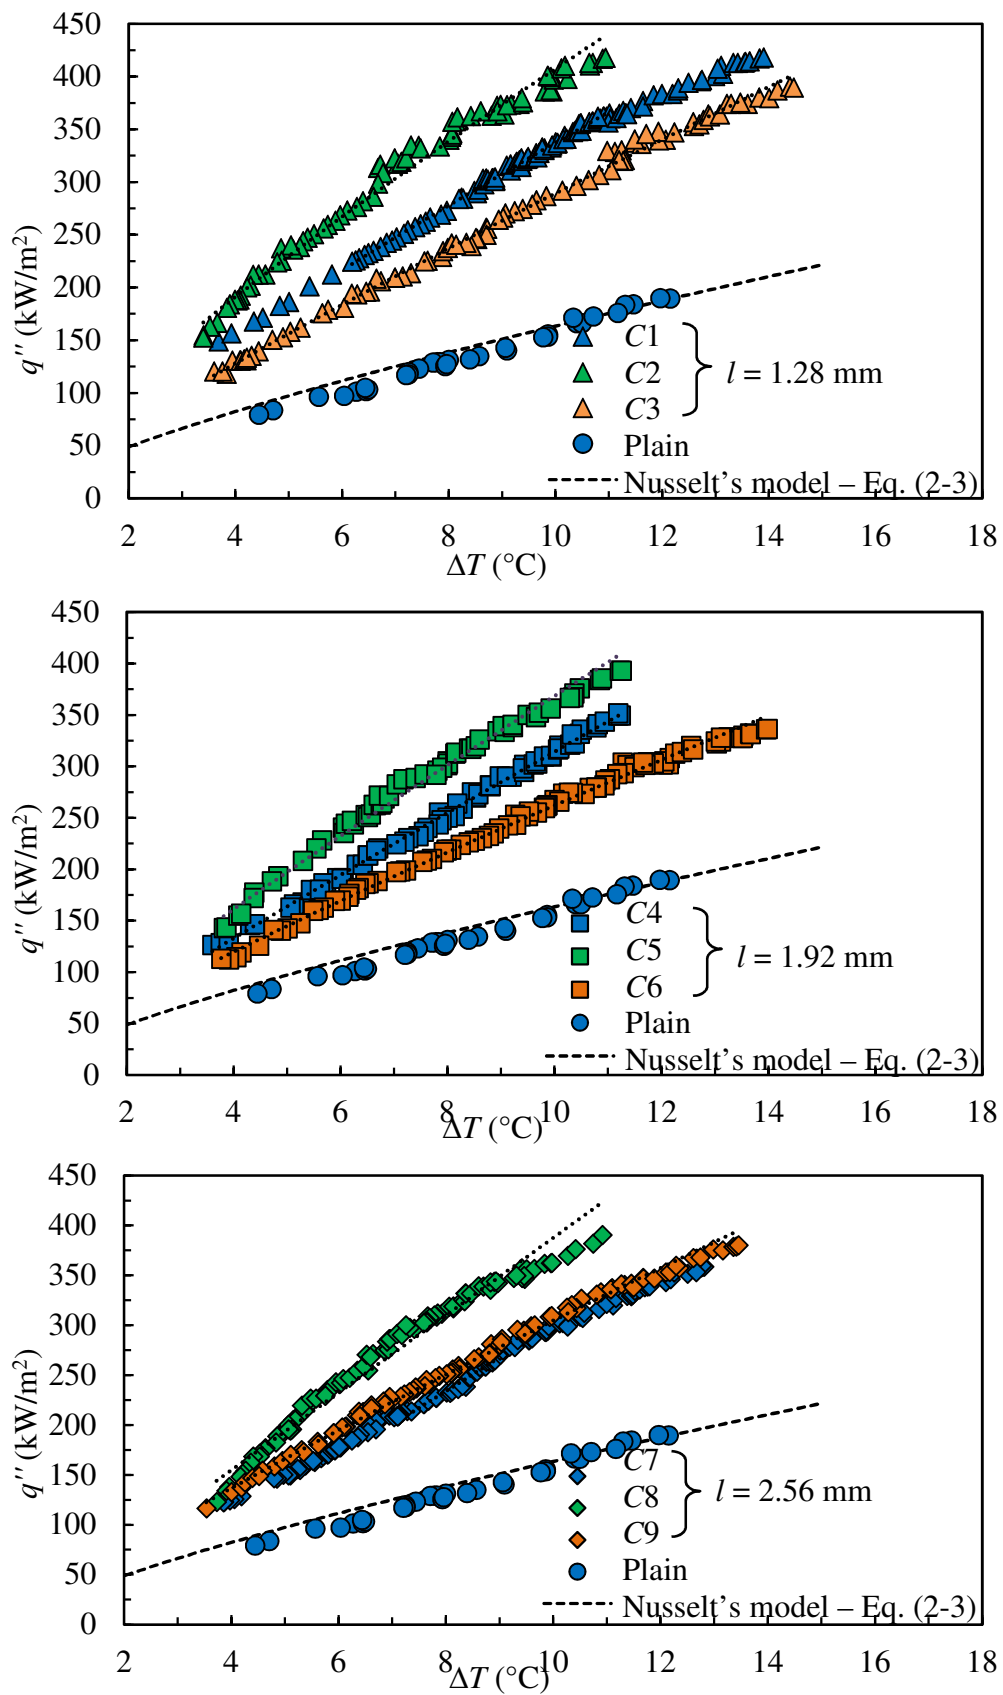 450
400
350
300
250
200
150
100
50
0
q'' (kW/m²)
C1
C2
C3
l = 1.28 mm
Plain
Nusselt's model – Eq. (2-3)
2 4 6 8 10 12 14 16 18
ΔT (°C)
450
400
350
300
250
200
150
100
50
0
q'' (kW/m²)
C4
C5
C6
l = 1.92 mm
Plain
Nusselt's model – Eq. (2-3)
2 4 6 8 10 12 14 16 18
ΔT (°C)
450
400
350
300
250
200
150
100
50
0
q'' (kW/m²)
C7
C8
C9
l = 2.56 mm
Plain
Nusselt's model – Eq. (2-3)
2 4 6 8 10 12 14 16 18
ΔT (°C)